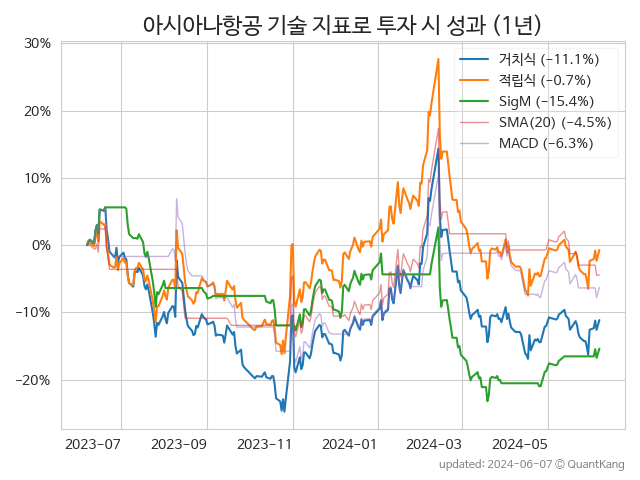 아시아나항공 기술 지표로 투자 시 성과 (1년)
거치식 (−11.1%)
적립식 (−0.7%)
SigM (−15.4%)
SMA(20) (−4.5%)
MACD (−6.3%)
30%
20%
10%
0%
−10%
−20%
2023-07 2023-09 2023-11 2024-01 2024-03 2024-05
updated: 2024-06-07 © QuantKang